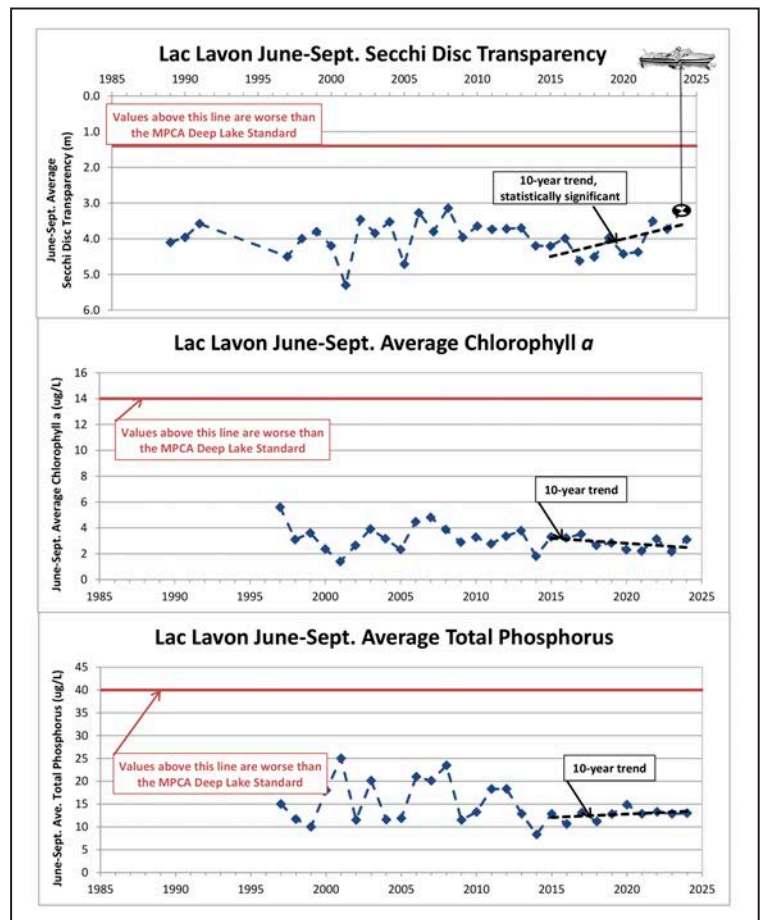 Lac Lavon June-Sept. Secchi Disc Transparency
1985 1990 1995 2000 2005 2010 2015 2020 2025
0.0
1.0
2.0
3.0
4.0
5.0
6.0
June-Sept. Average
Secchi Disc Transparency (m)
Values above this line are worse than
the MPCA Deep Lake Standard
10-year trend,
statistically significant
Lac Lavon June-Sept. Average Chlorophyll a
16
14
12
10
8
6
4
2
0
June-Sept. Average Chlorophyll a (ug/L)
Values above this line are worse than
the MPCA Deep Lake Standard
10-year trend
1985 1990 1995 2000 2005 2010 2015 2020 2025
Lac Lavon June-Sept. Average Total Phosphorus
45
40
35
30
25
20
15
10
5
0
June-Sept. Ave. Total Phosphorus (ug/L)
Values above this line are worse than
the MPCA Deep Lake Standard
10-year trend
1985 1990 1995 2000 2005 2010 2015 2020 2025